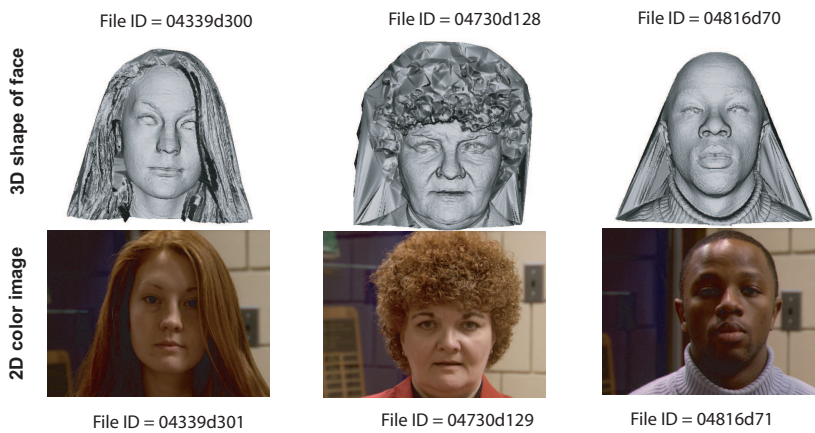 File ID = 04339d300
File ID = 04730d128
File ID = 04816d70
3D shape of face
2D color image
File ID = 04339d301
File ID = 04730d129
File ID = 04816d71